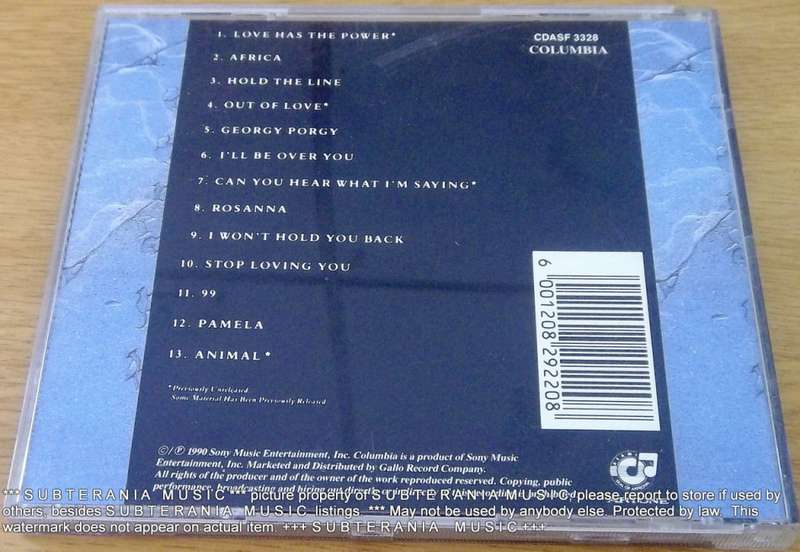 1. LOVE HAS THE POWER*
CDASF 3328
COLUMBIA
2. AFRICA
3. HOLD THE LINE
4. OUT OF LOVE*
5. GEORGY PORGY
6. I'LL BE OVER YOU
7. CAN YOU HEAR WHAT I'M SAYING*
8. ROSANNA
9. I WON'T HOLD YOU BACK
10. STOP LOVING YOU
11. 99
12. PAMELA
13. ANIMAL*
6 001208 292208
*Previously Unreleased
Some Material Has Been Previously Released
©/℗ 1990 Sony Music Entertainment, Inc. Columbia is a product of Sony Music
Entertainment, Inc. Marketed and Distributed by Gallo Record Company.
All rights of the producer and of the owner of the work reproduced reserved. Copying, public
performance, broadcasting and hiring out
*** S U B T E R A N I A M U S I C *** picture property of S U B T E R A N I A M U S I C, please report to store if used by
others, besides S U B T E R A N I A M U S I C listings *** May not be used by anybody else. Protected by law. This
watermark does not appear on actual item. +++ S U B T E R A N I A M U S I C +++